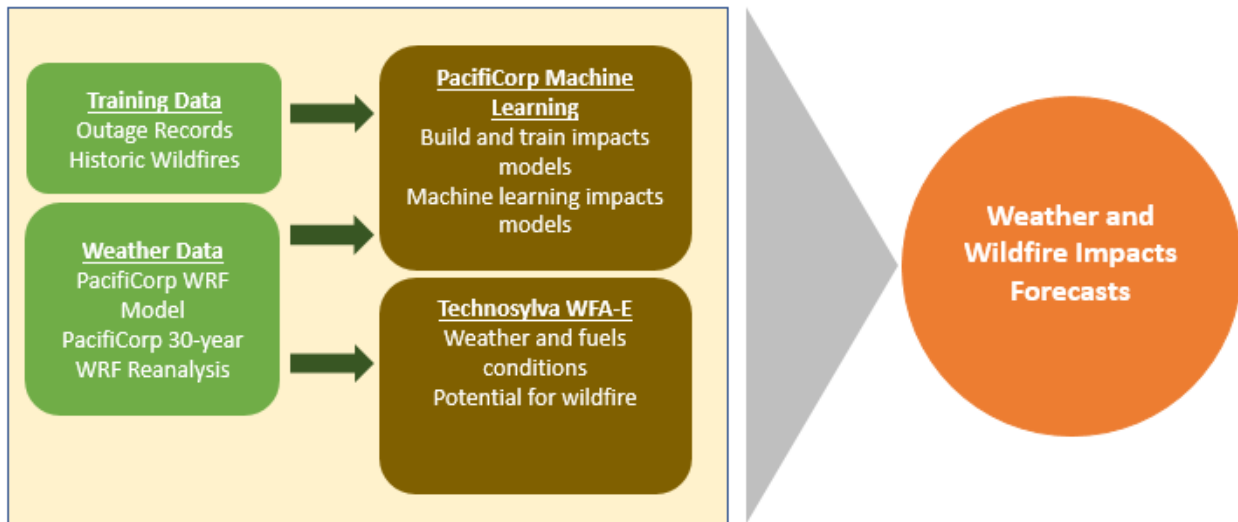 Training Data
Outage Records
Historic Wildfires
Weather Data
PacifiCorp WRF
Model
PacifiCorp 30-year
WRF Reanalysis
PacifiCorp Machine
Learning
Build and train impacts
models
Machine learning impacts
models
Technosylva WFA-E
Weather and fuels
conditions
Potential for wildfire
Weather and
Wildfire Impacts
Forecasts